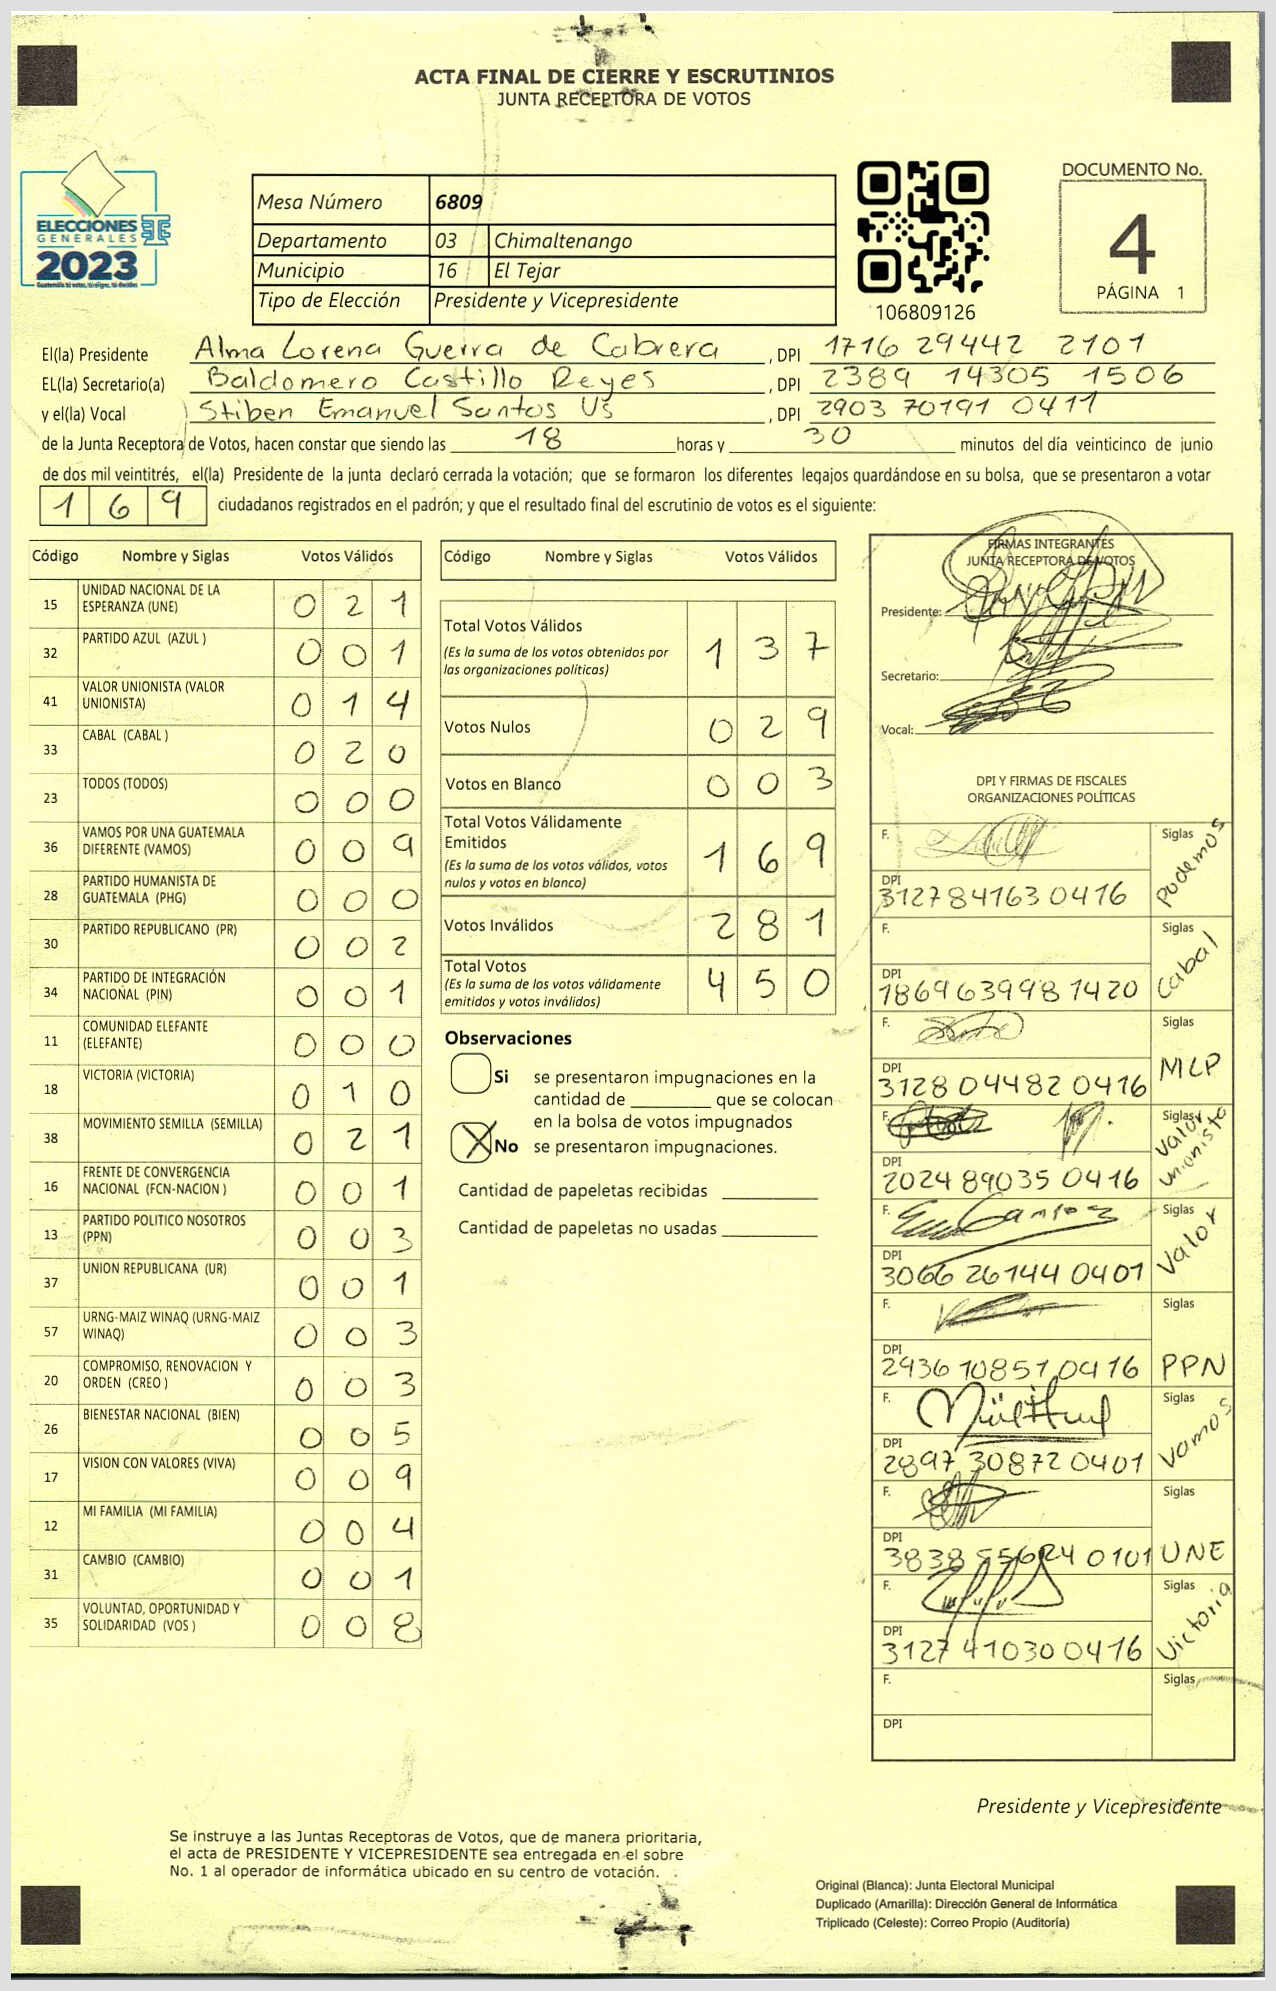 ACTA FINAL DE CIERRE Y ESCRUTINIOS
JUNTA RECEPTORA DE VOTOS
ELECCIONES
GENERALES
2023
Mesa Número 6809
Departamento 03 Chimaltenango
Municipio 16 El Tejar
Tipo de Elección Presidente y Vicepresidente
106809126
DOCUMENTO No.
4
PÁGINA 1
El(la) Presidente Alma Lorena Guerra de Cabrera, DPI 1716 29442 2101
EL(la) Secretario(a) Baldomero Castillo Reyes, DPI 2389 14305 1506
y el(la) Vocal Stiben Emanuel Santos Us, DPI 2903 70191 0411
de la Junta Receptora de Votos, hacen constar que siendo las 18 horas y 30 minutos del día veinticinco de junio
de dos mil veintitrés, el(la) Presidente de la junta declaró cerrada la votación; que se formaron los diferentes legajos guardándose en su bolsa, que se presentaron a votar
169 ciudadanos registrados en el padrón; y que el resultado final del escrutinio de votos es el siguiente:
Código Nombre y Siglas Votos Válidos
15 UNIDAD NACIONAL DE LA ESPERANZA (UNE) 0 2 1
32 PARTIDO AZUL (AZUL ) 0 0 1
41 VALOR UNIONISTA (VALOR UNIONISTA) 0 1 4
33 CABAL (CABAL ) 0 2 0
23 TODOS (TODOS) 0 0 0
36 VAMOS POR UNA GUATEMALA DIFERENTE (VAMOS) 0 0 9
28 PARTIDO HUMANISTA DE GUATEMALA (PHG) 0 0 0
30 PARTIDO REPUBLICANO (PR) 0 0 2
34 PARTIDO DE INTEGRACIÓN NACIONAL (PIN) 0 0 1
11 COMUNIDAD ELEFANTE (ELEFANTE) 0 0 0
18 VICTORIA (VICTORIA) 0 1 0
38 MOVIMIENTO SEMILLA (SEMILLA) 0 2 1
16 FRENTE DE CONVERGENCIA NACIONAL (FCN-NACION ) 0 0 1
13 PARTIDO POLITICO NOSOTROS (PPN) 0 0 3
37 UNION REPUBLICANA (UR) 0 0 1
57 URNG-MAIZ WINAQ (URNG-MAIZ WINAQ) 0 0 3
20 COMPROMISO, RENOVACION Y ORDEN (CREO ) 0 0 3
26 BIENESTAR NACIONAL (BIEN) 0 0 5
17 VISION CON VALORES (VIVA) 0 0 9
12 MI FAMILIA (MI FAMILIA) 0 0 4
31 CAMBIO (CAMBIO) 0 0 1
35 VOLUNTAD, OPORTUNIDAD Y SOLIDARIDAD (VOS ) 0 0 8
Código Nombre y Siglas Votos Válidos
Total Votos Válidos 1 3 7
(Es la suma de los votos obtenidos por
las organizaciones políticas)
Votos Nulos 0 2 9
Votos en Blanco 0 0 3
Total Votos Válidamente
Emitidos 1 6 9
(Es la suma de los votos válidos, votos
nulos y votos en blanco)
Votos Inválidos 2 8 1
Total Votos 4 5 0
(Es la suma de los votos válidamente
emitidos y votos inválidos)
Observaciones
Si se presentaron impugnaciones en la
cantidad de ________ que se colocan
en la bolsa de votos impugnados
X No se presentaron impugnaciones.
Cantidad de papeletas recibidas
Cantidad de papeletas no usadas
FIRMAS INTEGRANTES
JUNTA RECEPTORA DE VOTOS
Presidente:
Secretario:
Vocal:
DPI Y FIRMAS DE FISCALES
ORGANIZACIONES POLÍTICAS
F. Siglas Podemos
DPI 3127841630416
F. Siglas Cabal
DPI 1869639981420
F. Siglas MLP
DPI 3128 04482 0416
F. Siglas Valor unionista
DPI 2024 89035 0416
F. Siglas Valor
DPI 3066 26144 0401
F. Siglas PPN
DPI 2936 10851 0416
F. Siglas Vamos
DPI 2897 30872 0401
F. Siglas UNE
DPI 3838 0101
F. Siglas Victoria
DPI 3127 41030 0416
F. Siglas
DPI
Presidente y Vicepresidente
Se instruye a las Juntas Receptoras de Votos, que de manera prioritaria,
el acta de PRESIDENTE Y VICEPRESIDENTE sea entregada en el sobre
No. 1 al operador de informática ubicado en su centro de votación.
Original (Blanca): Junta Electoral Municipal
Duplicado (Amarilla): Dirección General de Informática
Triplicado (Celeste): Correo Propio (Auditoría)